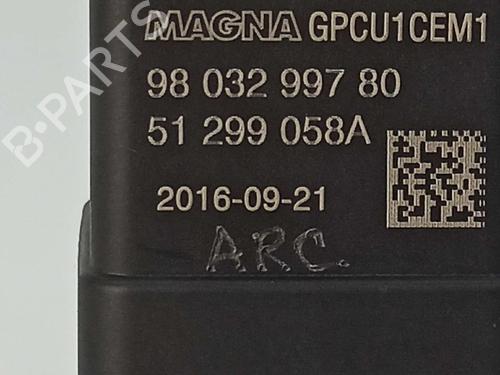 MAGNA GPCU1CEM1
98 032 997 80
51 299 058A
2016-09-21
ARC.
B-PARTS